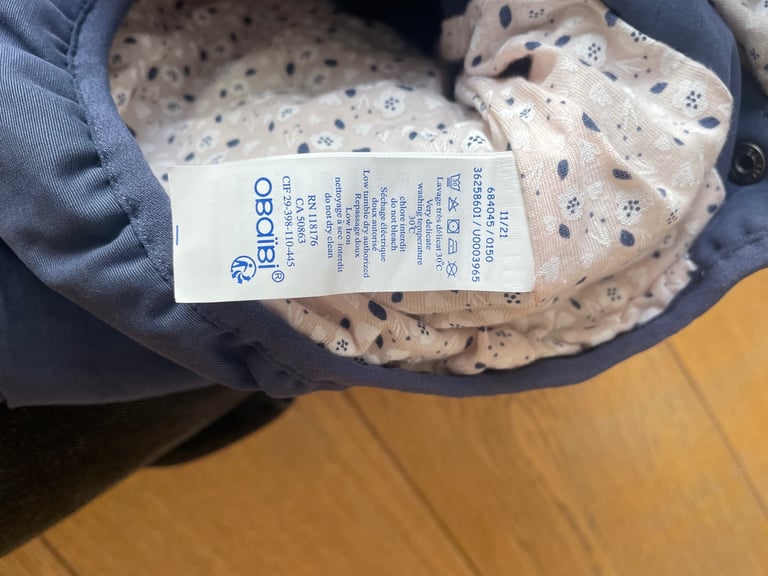 11/21
684045 / 0150
36258601 / U0003965
Lavage très délicat 30°C
Very delicate
washing temperature
30°C
chlore interdit
do not bleach
Séchage éléctrique
doux autorisé
Low tumble dry authorized
Repassage doux
Low Iron
nettoyage à sec interdit
do not dry clean
RN 118176
CA 50863
CIF 29-398-110-445
OBaïBi®